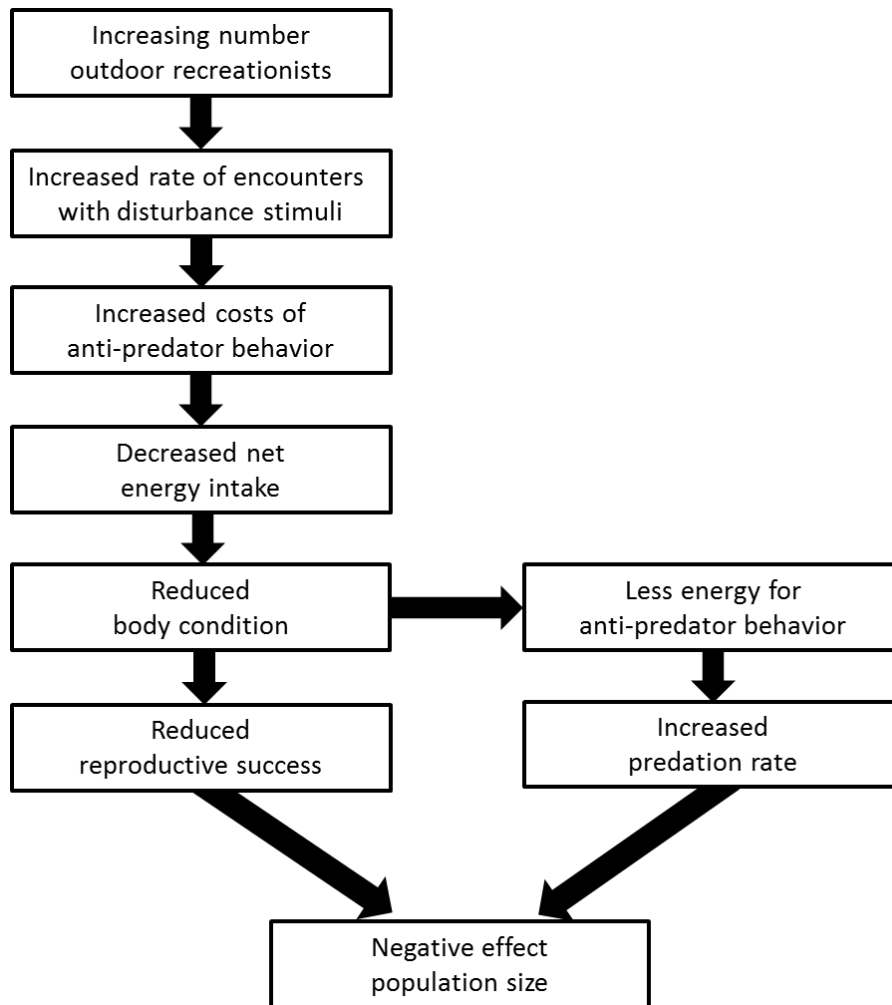 Increasing number
outdoor recreationists
Increased rate of encounters
with disturbance stimuli
Increased costs of
anti-predator behavior
Decreased net
energy intake
Reduced
body condition
Less energy for
anti-predator behavior
Reduced
reproductive success
Increased
predation rate
Negative effect
population size